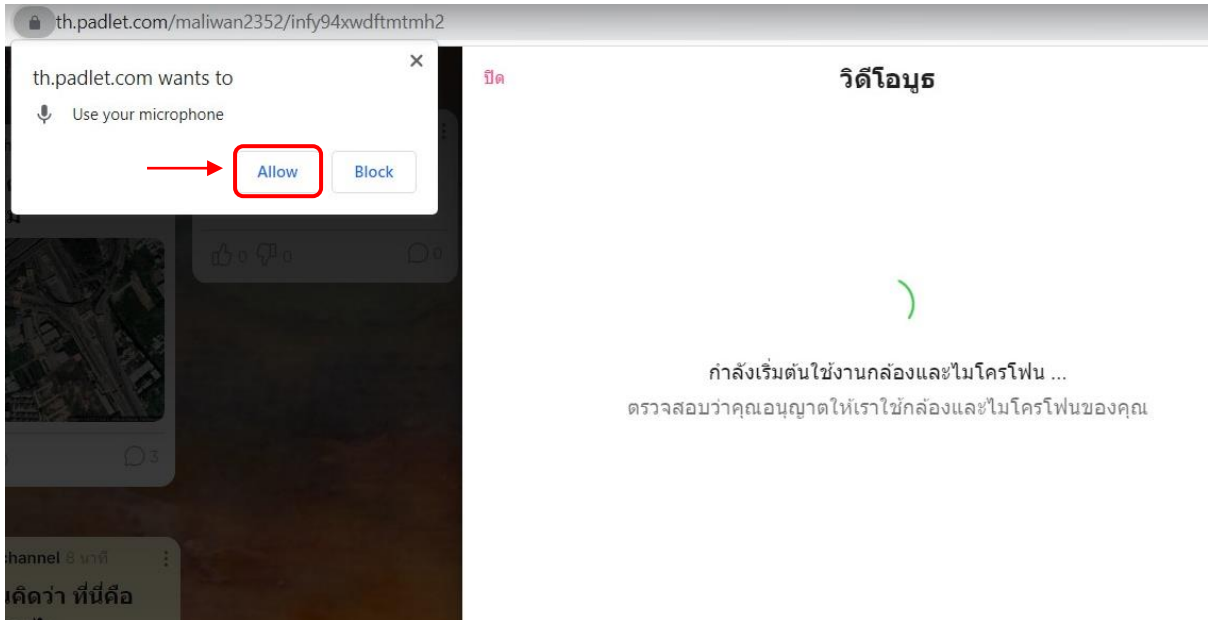 th.padlet.com/maliwan2352/infy94xwdftmtmh2
th.padlet.com wants to
Use your microphone
Allow
Block
ปิด
วิดีโอบูธ
กำลังเริ่มต้นใช้งานกล้องและไมโครโฟน ...
ตรวจสอบว่าคุณอนุญาตให้เราใช้กล้องและไมโครโฟนของคุณ
0 0 0
3
channel 8 นาที
ที่นี่คือ